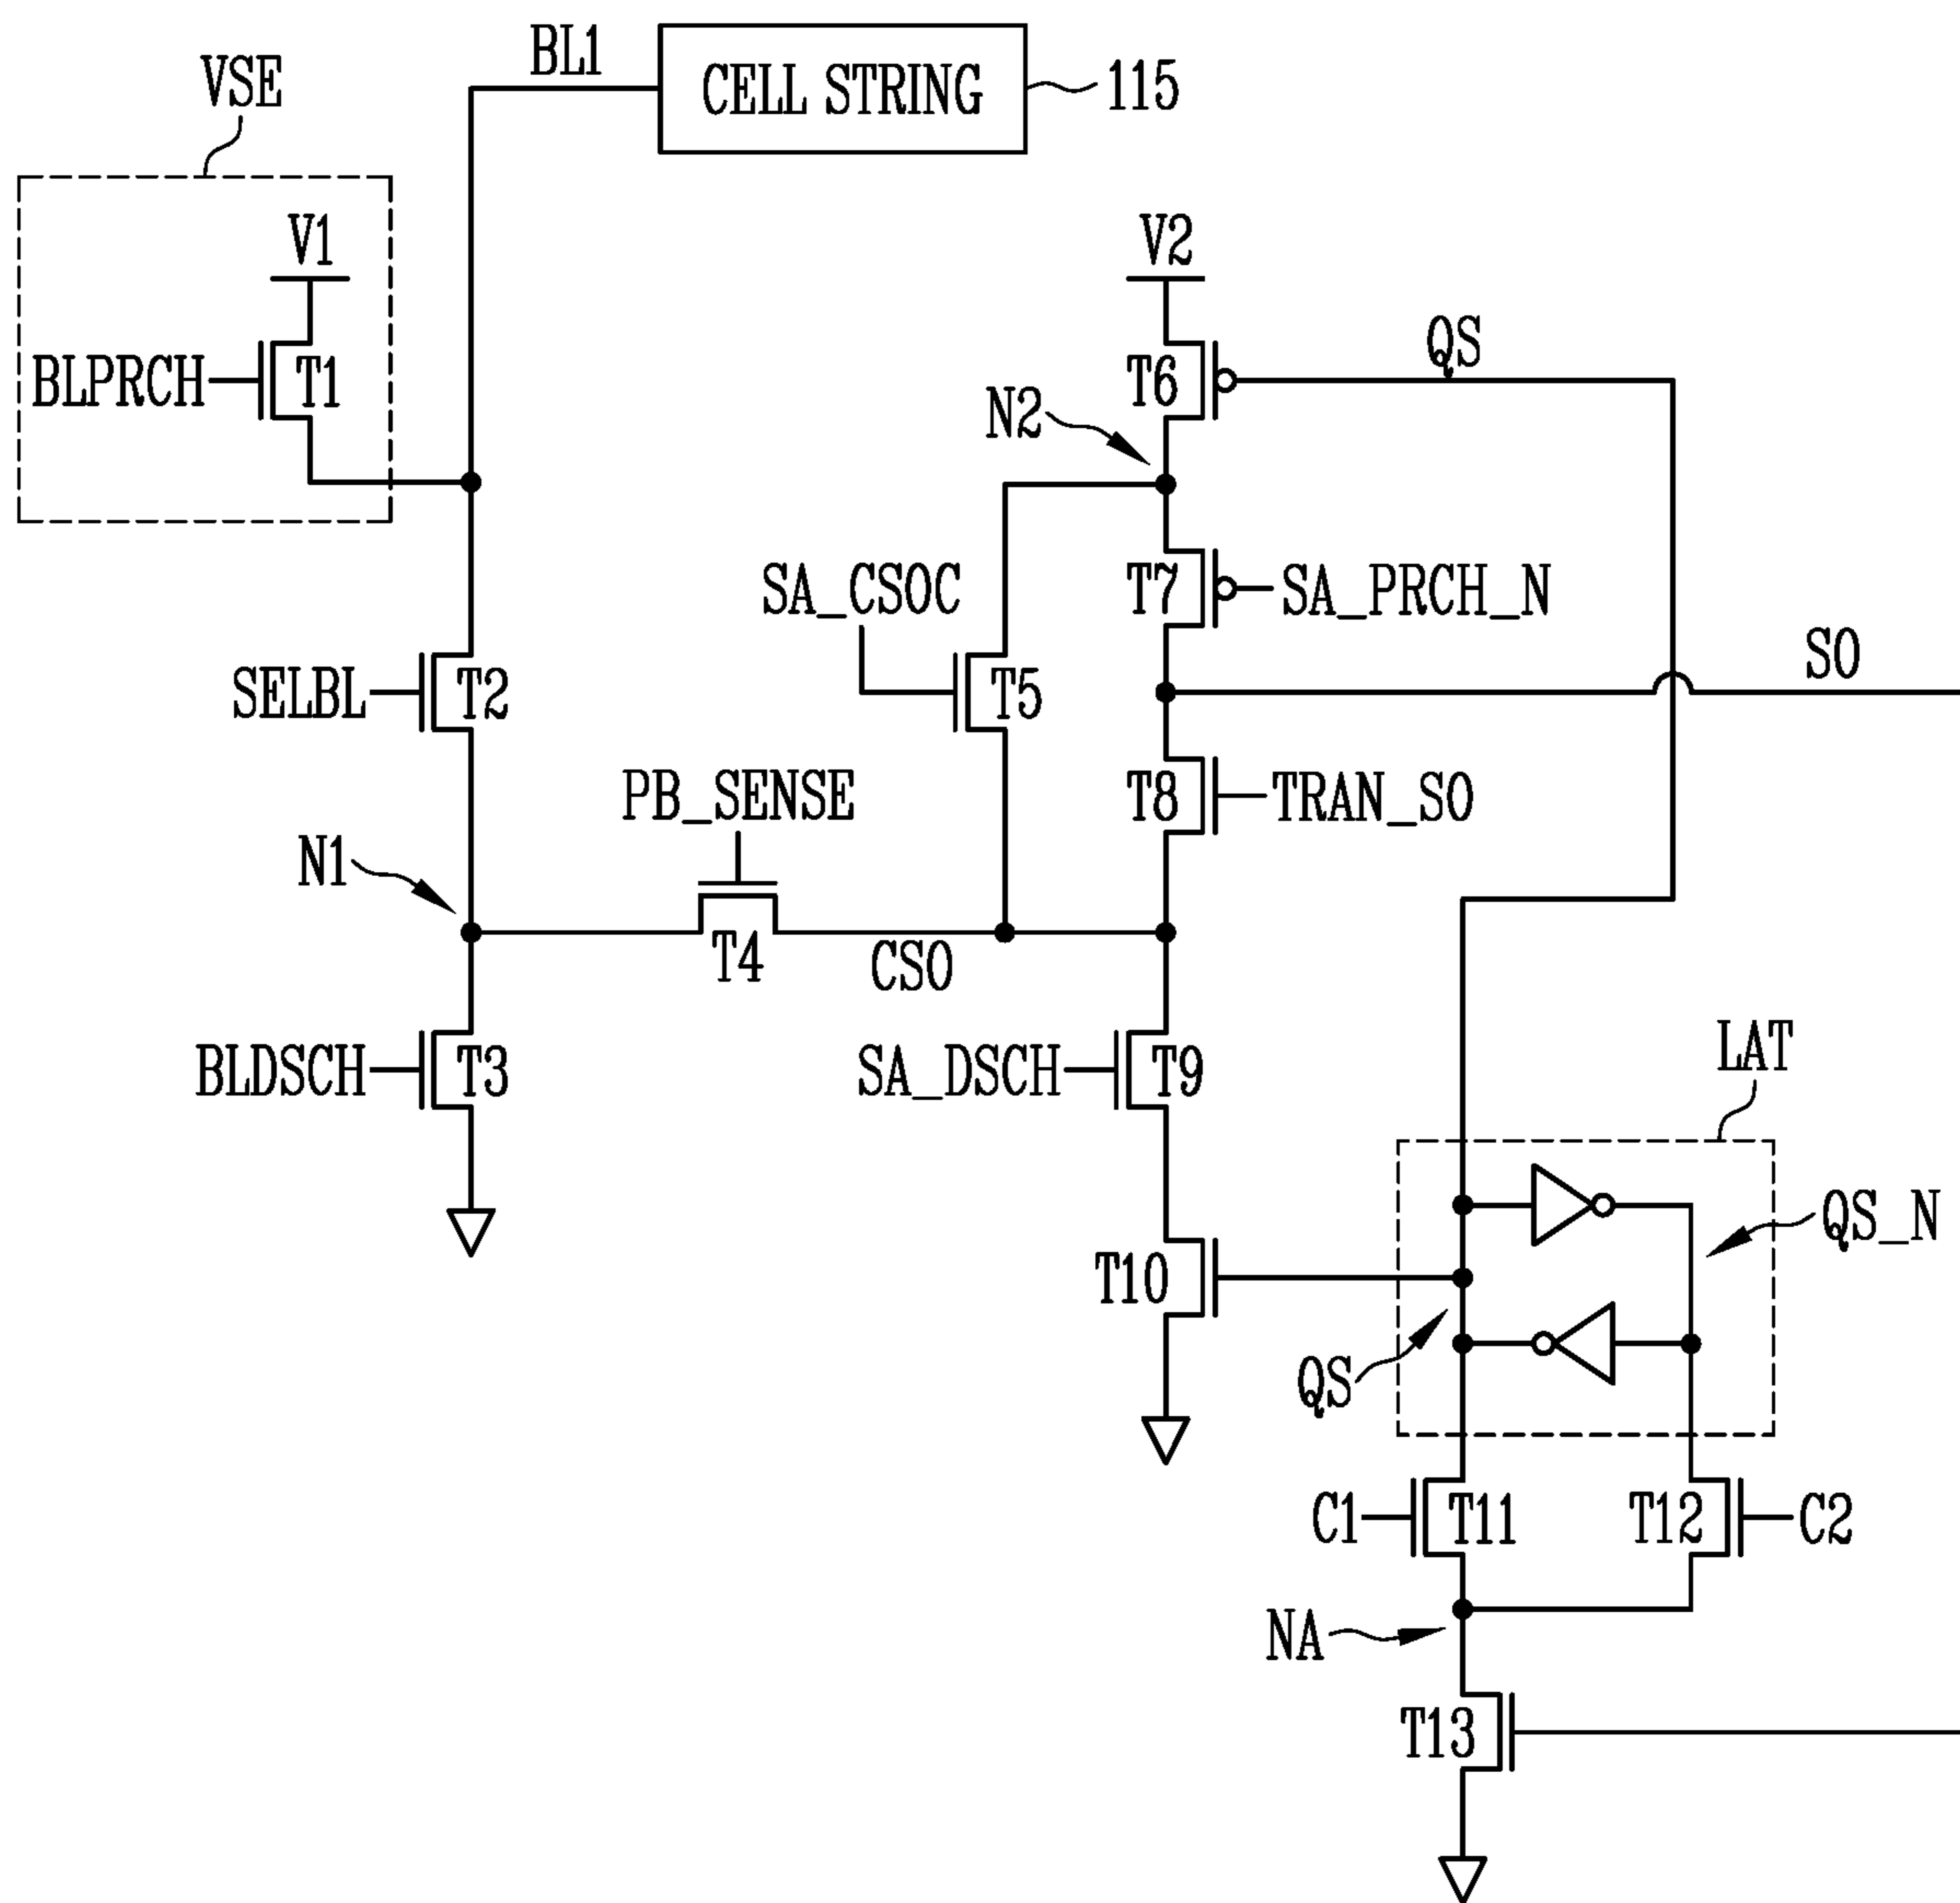 BL1
VSE
CELL STRING
115
V1
V2
QS
BLPRCH
T1
T6
N2
SA_CSOC
T7
SA_PRCH_N
SO
SELBL
T2
T5
PB_SENSE
T8
TRAN_SO
N1
T4
CSO
LAT
BLDSCH
T3
SA_DSCH
T9
QS_N
T10
QS
C1
T11
T12
C2
NA
T13